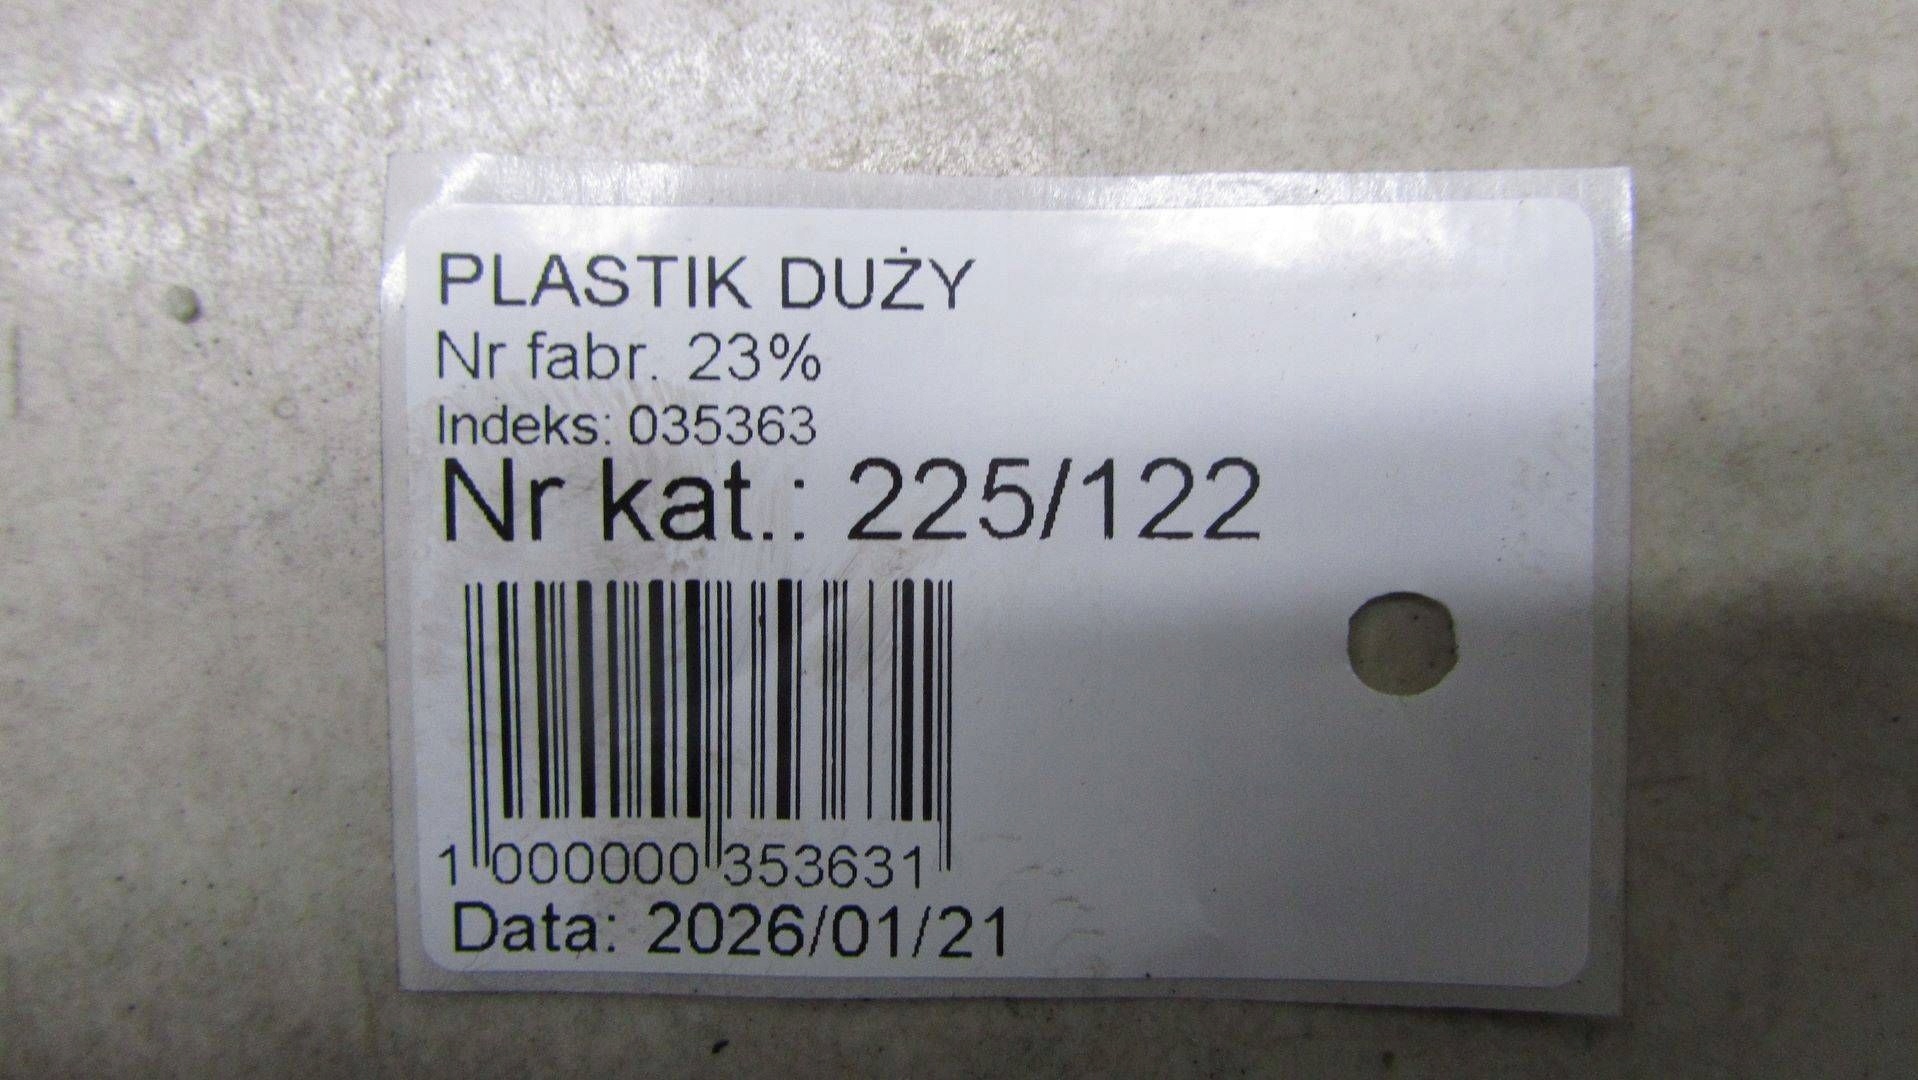 PLASTIK DUŻY
Nr fabr. 23%
Indeks: 035363
Nr kat.: 225/122
1 000000 353631
Data: 2026/01/21